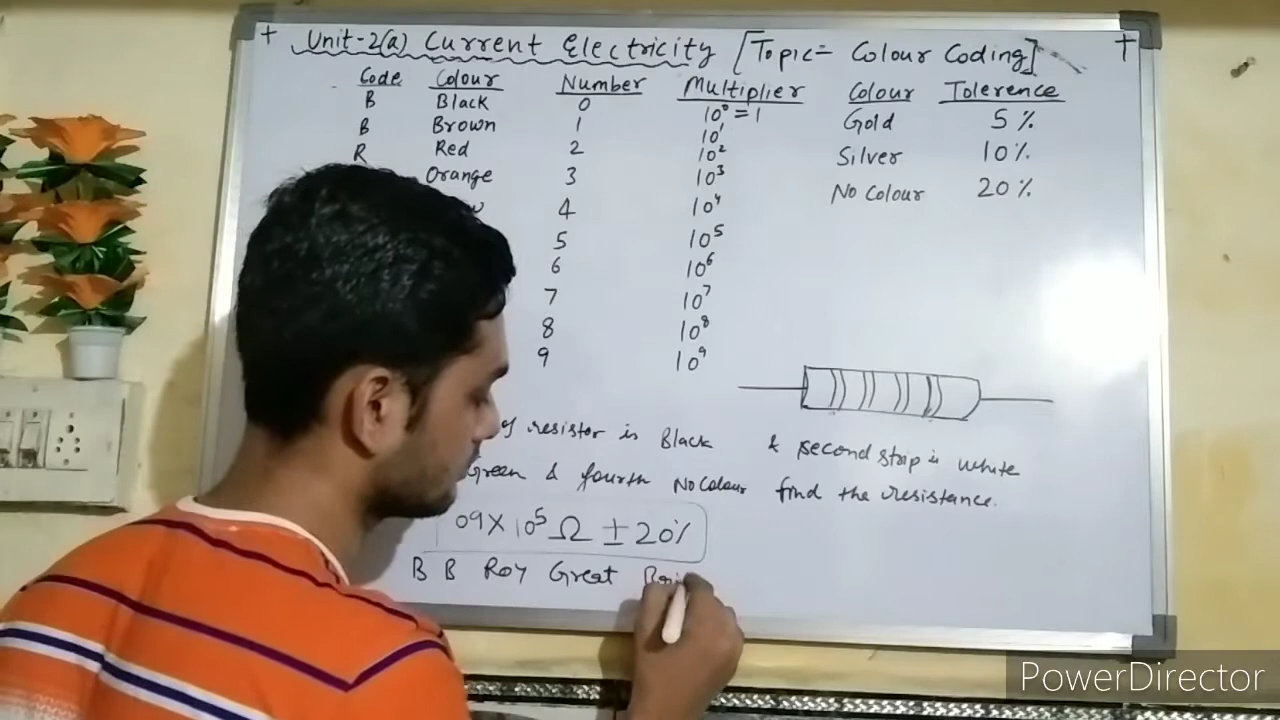 + Unit-2(a) Current Electricity [Topic= Colour Coding] +
Code Colour Number Multiplier Colour Tolerence
B Black 0 10⁰ = 1 Gold 5 %
B Brown 1 10¹
R Red 2 10² Silver 10 %
Orange 3 10³ No Colour 20 %
4 10⁴
5 10⁵
6 10⁶
7 10⁷
8 10⁸
9 10⁹
of resistor is Black & second strip is white
Green & fourth No Colour find the resistance.
09 X 10⁵ Ω ± 20%
B B Roy Great
PowerDirector